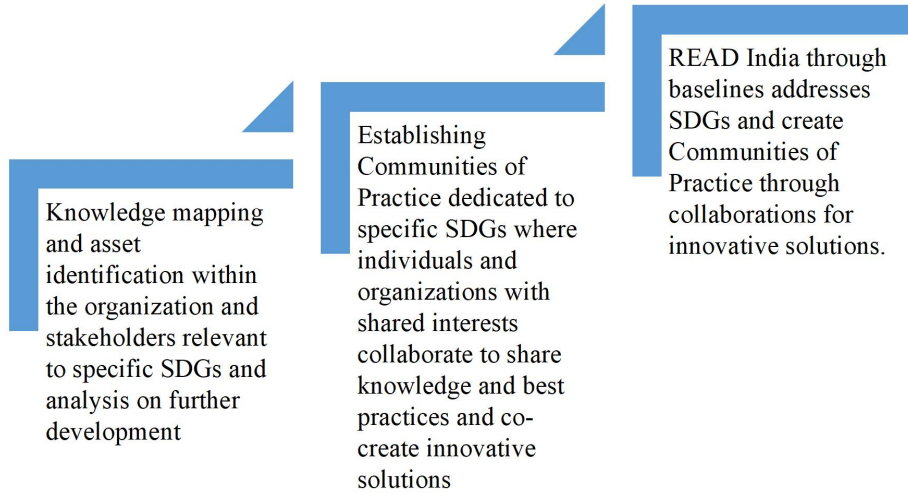 Knowledge mapping
and asset
identification within
the organization and
stakeholders relevant
to specific SDGs and
analysis on further
development
Establishing
Communities of
Practice dedicated to
specific SDGs where
individuals and
organizations with
shared interests
collaborate to share
knowledge and best
practices and co-
create innovative
solutions
READ India through
baselines addresses
SDGs and create
Communities of
Practice through
collaborations for
innovative solutions.